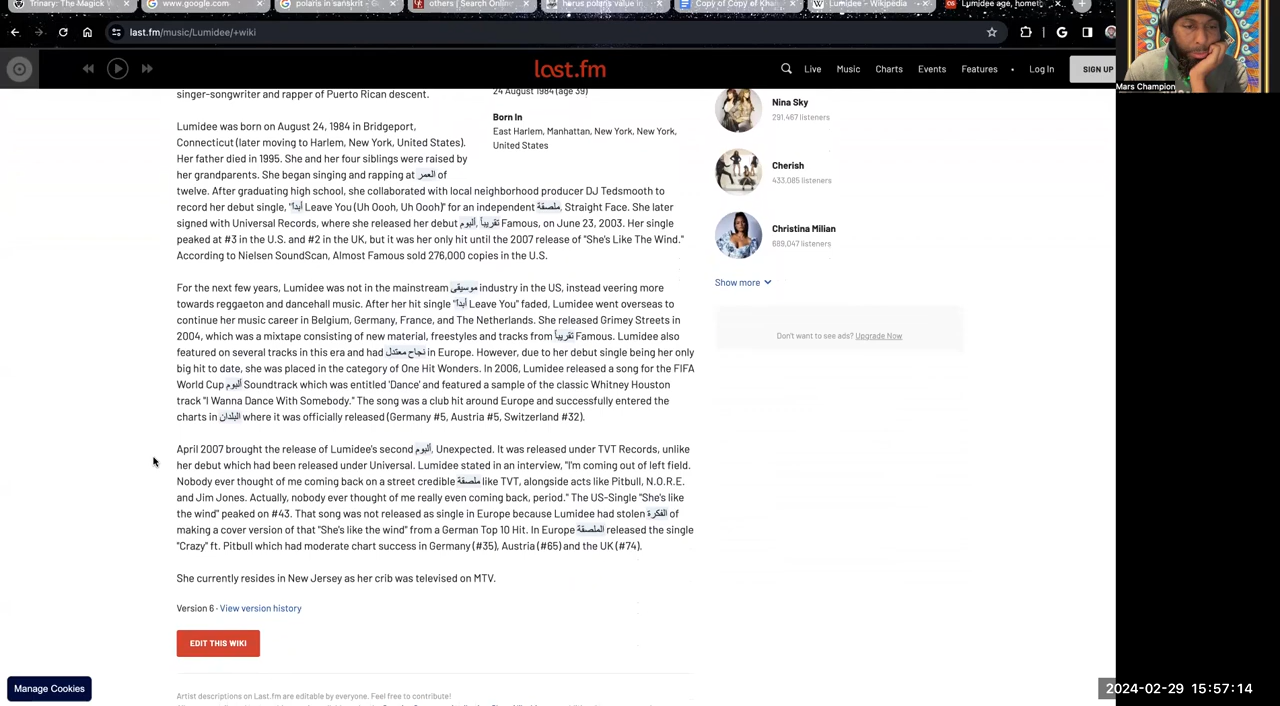 Trinary: The Magick W
www.google.com
polaris in sanskrit - G
others | Search Online
horus polaris value in
Copy of Copy of Khan
Lumidee - Wikipedia
Lumidee age, homet
last.fm/music/Lumidee/+wiki
last.fm
Live
Music
Charts
Events
Features
Log In
SIGN UP
Mars Champion
singer-songwriter and rapper of Puerto Rican descent.
24 August 1984 (age 39)
Born In
East Harlem, Manhattan, New York, New York,
United States
Lumidee was born on August 24, 1984 in Bridgeport,
Connecticut (later moving to Harlem, New York, United States).
Her father died in 1995. She and her four siblings were raised by
her grandparents. She began singing and rapping at العمر of
twelve. After graduating high school, she collaborated with local neighborhood producer DJ Tedsmooth to
record her debut single, "أبداً Leave You (Uh Oooh, Uh Oooh)" for an independent ملصقة, Straight Face. She later
signed with Universal Records, where she released her debut ألبوم, تقريباً Famous, on June 23, 2003. Her single
peaked at #3 in the U.S. and #2 in the UK, but it was her only hit until the 2007 release of "She's Like The Wind."
According to Nielsen SoundScan, Almost Famous sold 276,000 copies in the U.S.
For the next few years, Lumidee was not in the mainstream موسيقى industry in the US, instead veering more
towards reggaeton and dancehall music. After her hit single "أبداً Leave You" faded, Lumidee went overseas to
continue her music career in Belgium, Germany, France, and The Netherlands. She released Grimey Streets in
2004, which was a mixtape consisting of new material, freestyles and tracks from تقريباً Famous. Lumidee also
featured on several tracks in this era and had نجاح معتدل in Europe. However, due to her debut single being her only
big hit to date, she was placed in the category of One Hit Wonders. In 2006, Lumidee released a song for the FIFA
World Cup ألبوم Soundtrack which was entitled 'Dance' and featured a sample of the classic Whitney Houston
track "I Wanna Dance With Somebody." The song was a club hit around Europe and successfully entered the
charts in البلدان where it was officially released (Germany #5, Austria #5, Switzerland #32).
April 2007 brought the release of Lumidee's second ألبوم, Unexpected. It was released under TVT Records, unlike
her debut which had been released under Universal. Lumidee stated in an interview, "I'm coming out of left field.
Nobody ever thought of me coming back on a street credible ملصقة like TVT, alongside acts like Pitbull, N.O.R.E.
and Jim Jones. Actually, nobody ever thought of me really even coming back, period." The US-Single "She's like
the wind" peaked on #43. That song was not released as single in Europe because Lumidee had stolen الفكرة of
making a cover version of that "She's like the wind" from a German Top 10 Hit. In Europe الملصقة released the single
"Crazy" ft. Pitbull which had moderate chart success in Germany (#35), Austria (#65) and the UK (#74).
She currently resides in New Jersey as her crib was televised on MTV.
Version 6 · View version history
EDIT THIS WIKI
Artist descriptions on Last.fm are editable by everyone. Feel free to contribute!
Nina Sky
291,467 listeners
Cherish
433,085 listeners
Christina Milian
689,047 listeners
Show more
Don't want to see ads? Upgrade Now
Manage Cookies
2024-02-29 15:57:14